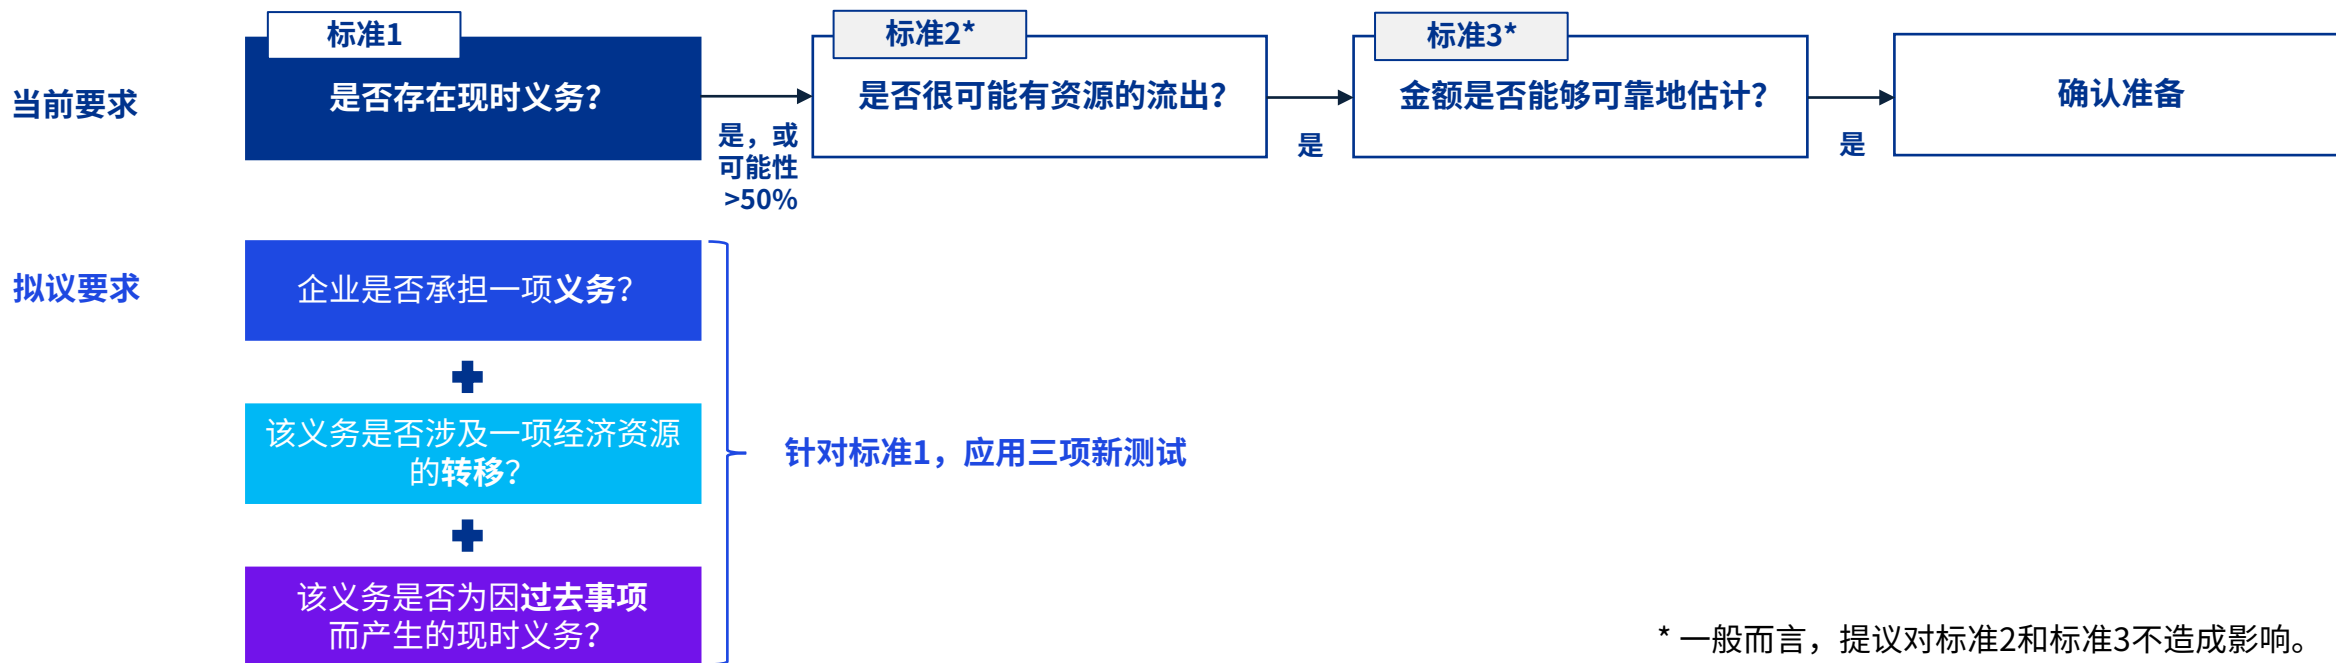 标准1
标准2*
标准3*
当前要求
是否存在现时义务？
是，或
可能性
>50%
是否很可能有资源的流出？
是
金额是否能够可靠地估计？
是
确认准备
拟议要求
企业是否承担一项义务？
该义务是否涉及一项经济资源
的转移？
针对标准1，应用三项新测试
该义务是否为因过去事项
而产生的现时义务？
* 一般而言，提议对标准2和标准3不造成影响。